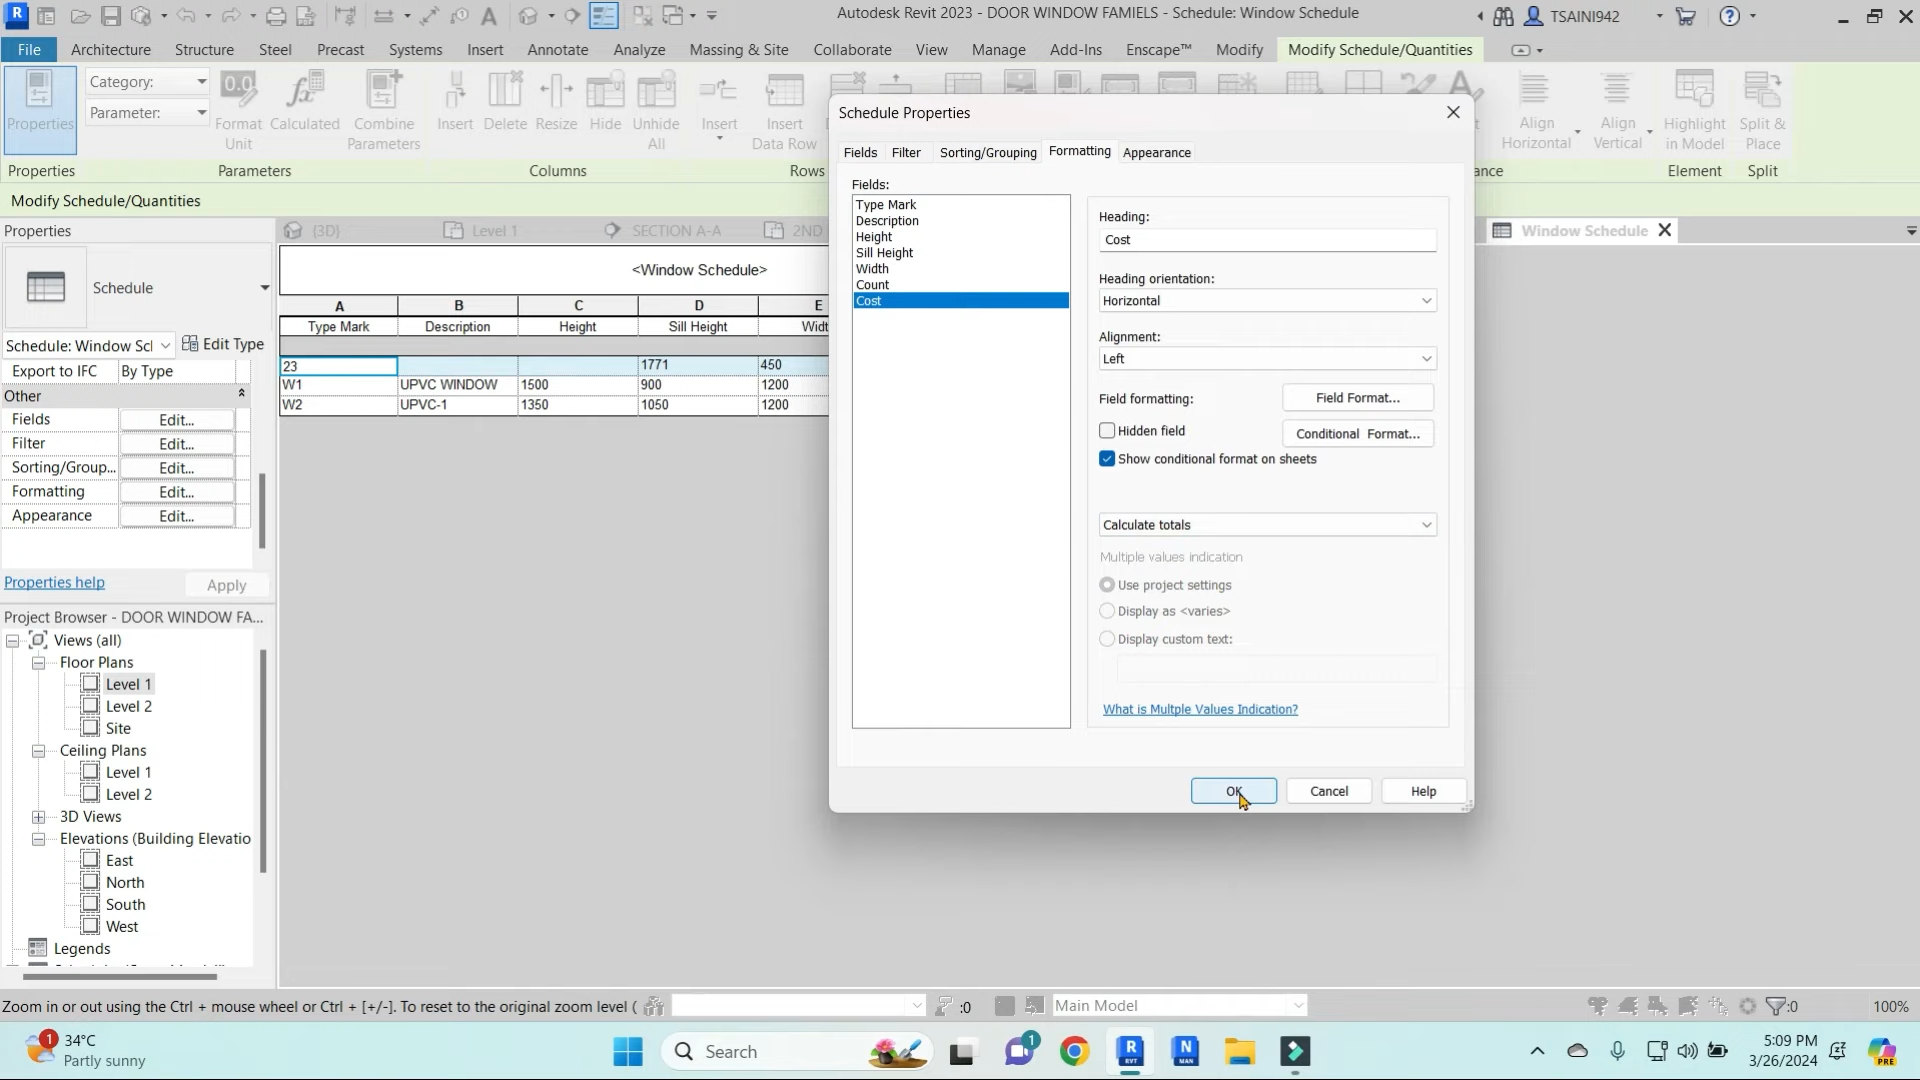 Autodesk Revit 2023 - DOOR WINDOW FAMIELS - Schedule: Window Schedule
TSAINI942
File Architecture Structure Steel Precast Systems Insert Annotate Analyze Massing & Site Collaborate View Manage Add-Ins Enscape™ Modify Modify Schedule/Quantities
Category:
Parameter:
Properties
Format Unit
Calculated
Combine Parameters
Insert
Delete
Resize
Hide
Unhide All
Insert
Insert Data Row
Align Horizontal
Align Vertical
Highlight in Model
Split & Place
Properties Parameters Columns Rows Element Split
Modify Schedule/Quantities
Properties
{3D} Level 1 SECTION A-A 2ND Window Schedule
Schedule
Schedule: Window Scl Edit Type
Export to IFC By Type
Other
Fields Edit...
Filter Edit...
Sorting/Group... Edit...
Formatting Edit...
Appearance Edit...
Properties help Apply
Project Browser - DOOR WINDOW FA...
Views (all)
Floor Plans
Level 1
Level 2
Site
Ceiling Plans
Level 1
Level 2
3D Views
Elevations (Building Elevatio
East
North
South
West
Legends
<Window Schedule>
A B C D E
Type Mark Description Height Sill Height Widt
23 1771 450
W1 UPVC WINDOW 1500 900 1200
W2 UPVC-1 1350 1050 1200
Schedule Properties
Fields Filter Sorting/Grouping Formatting Appearance
Fields:
Type Mark
Description
Height
Sill Height
Width
Count
Cost
Heading:
Cost
Heading orientation:
Horizontal
Alignment:
Left
Field formatting: Field Format...
Hidden field Conditional Format...
Show conditional format on sheets
Calculate totals
Multiple values indication
Use project settings
Display as <varies>
Display custom text:
What is Multple Values Indication?
OK Cancel Help
Zoom in or out using the Ctrl + mouse wheel or Ctrl + [+/-]. To reset to the original zoom level ( :0 Main Model :0 100%
1
34°C
Partly sunny
Search
1
R
RVT
N
MAN
5:09 PM
3/26/2024
PRE